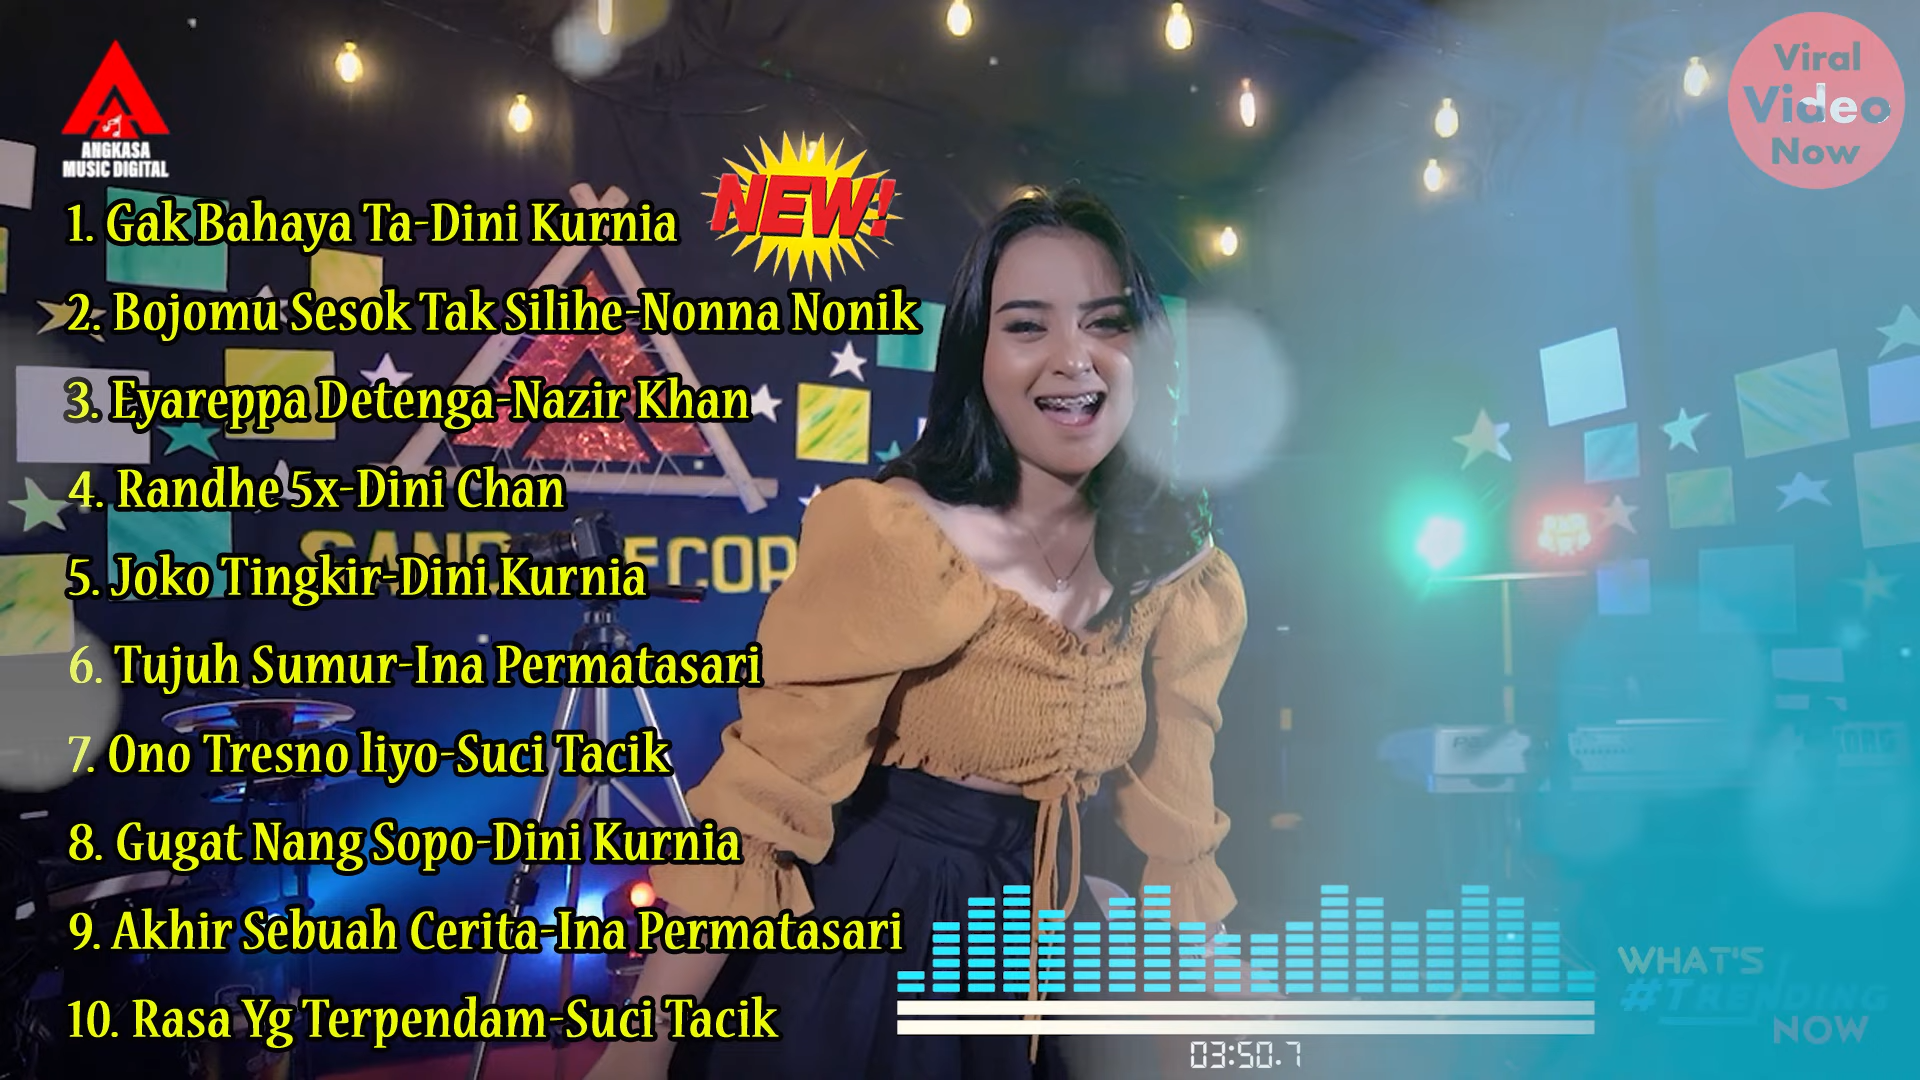 ANGKASA
MUSIC DIGITAL
Viral
Video
Now
NEW!
1. Gak Bahaya Ta-Dini Kurnia
2. Bojomu Sesok Tak Silihe-Nonna Nonik
3. Eyareppa Detenga-Nazir Khan
4. Randhe 5x-Dini Chan
5. Joko Tingkir-Dini Kurnia
6. Tujuh Sumur-Ina Permatasari
7. Ono Tresno liyo-Suci Tacik
8. Gugat Nang Sopo-Dini Kurnia
9. Akhir Sebuah Cerita-Ina Permatasari
10. Rasa Yg Terpendam-Suci Tacik
KORG
WHAT'S
#TRENDING
NOW
03:50.7